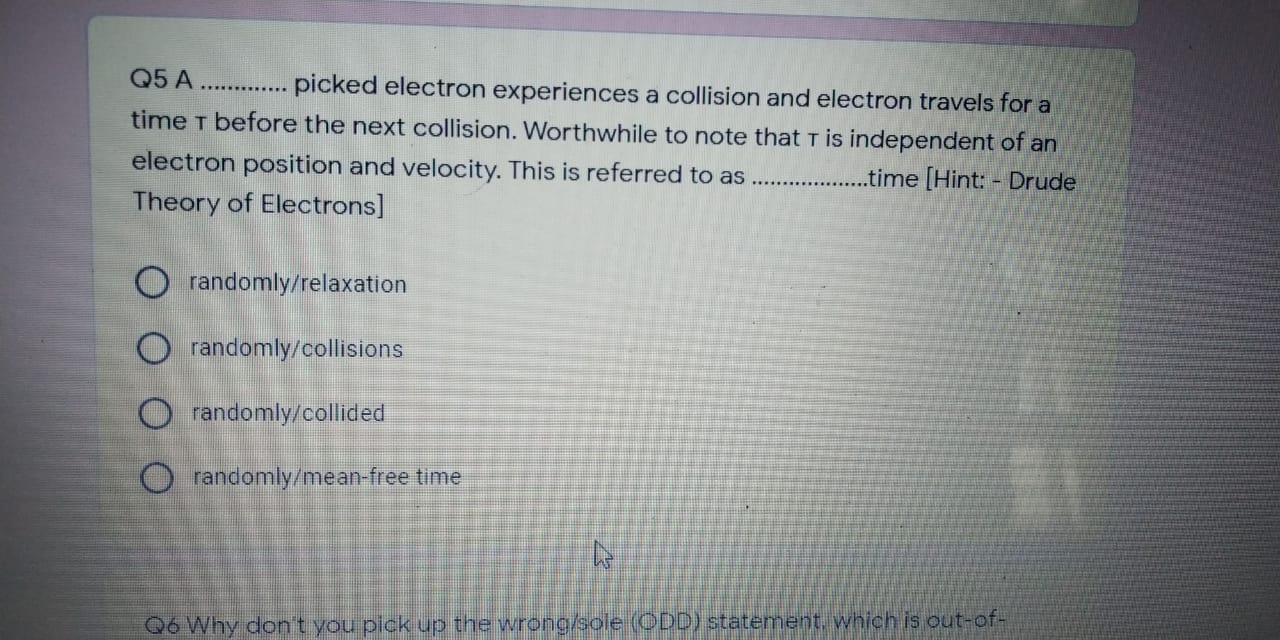 Q5 A ............. picked electron experiences a collision and electron travels for a
time τ before the next collision. Worthwhile to note that τ is independent of an
electron position and velocity. This is referred to as ...................time [Hint: - Drude
Theory of Electrons]
randomly/relaxation
randomly/collisions
randomly/collided
randomly/mean-free time
Q6 Why don't you pick up the wrong/sole (ODD) statement, which is out-of-